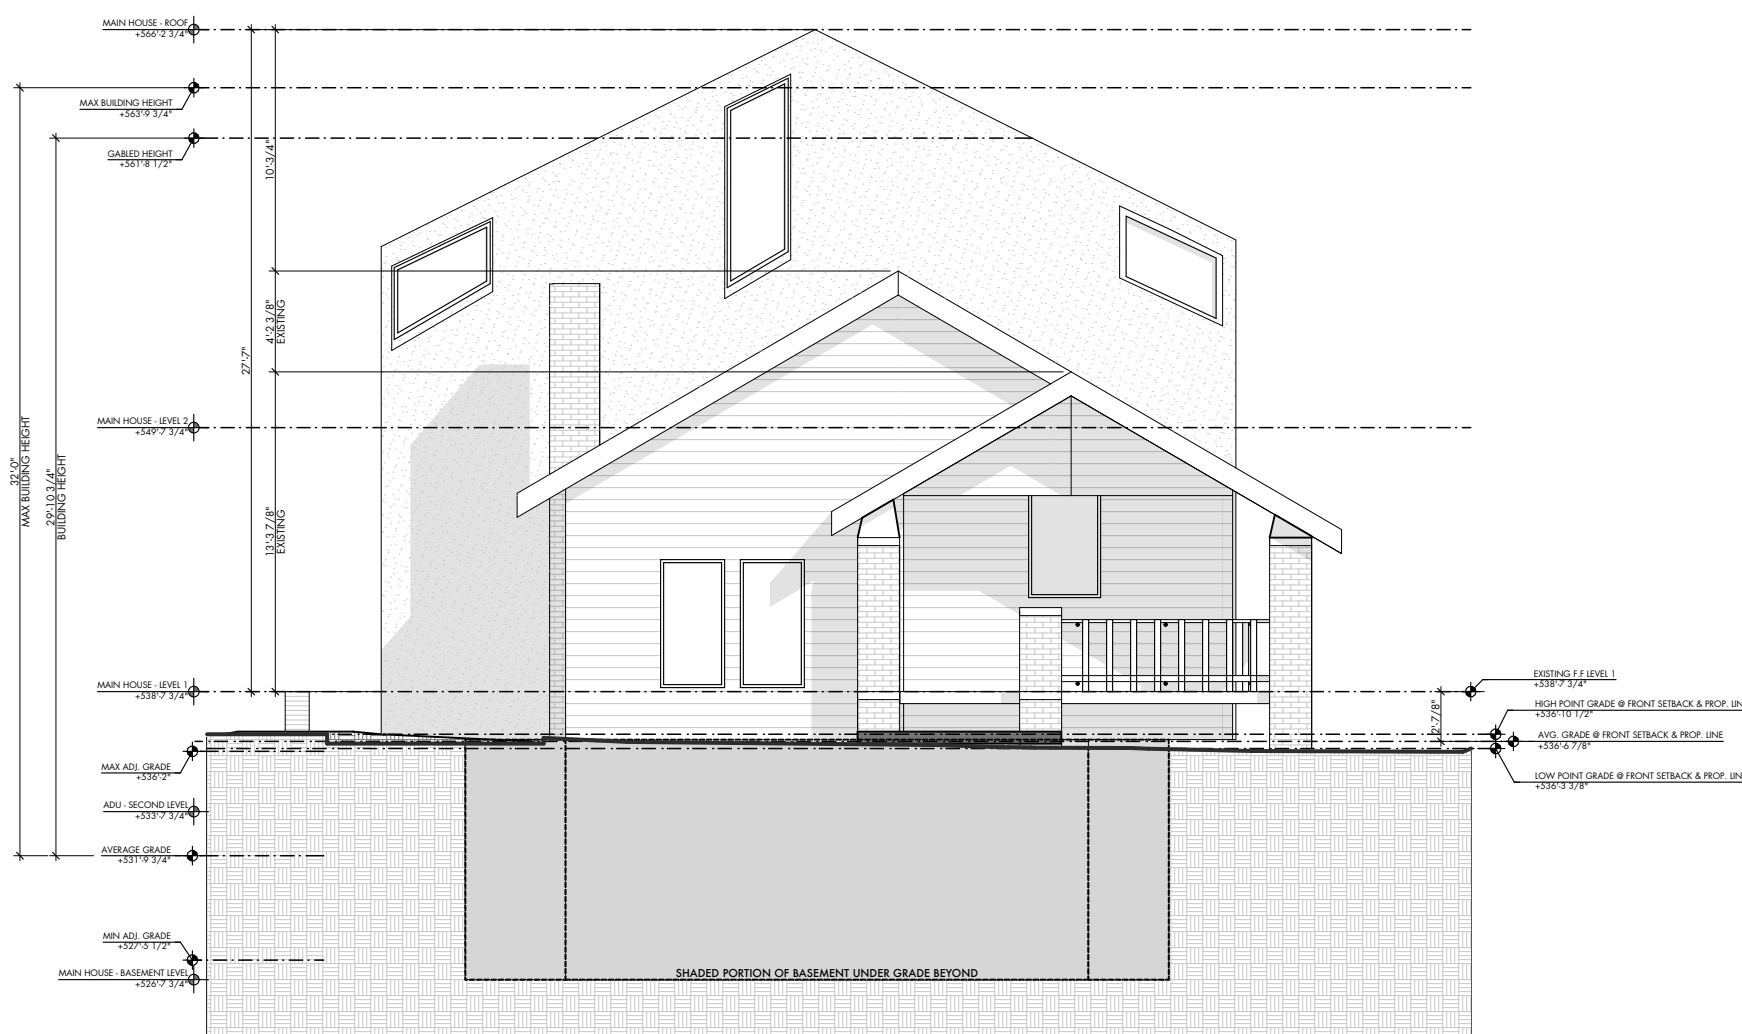 MAIN HOUSE - ROOF
+566'-2 3/4"
MAX BUILDING HEIGHT
+563'-9 3/4"
GABLED HEIGHT
+561'-8 1/2"
10'-3/4"
4'-2 3/8"
EXISTING
27'-7"
MAIN HOUSE - LEVEL 2
+549'-7 3/4"
32'-0"
MAX BUILDING HEIGHT
29'-10 3/4"
BUILDING HEIGHT
13'-3 7/8"
EXISTING
MAIN HOUSE - LEVEL 1
+538'-7 3/4"
EXISTING F.F LEVEL 1
+538'-7 3/4"
2'-7/8"
HIGH POINT GRADE @ FRONT SETBACK & PROP. LIN
+536'-10 1/2"
AVG. GRADE @ FRONT SETBACK & PROP. LINE
+536'-6 7/8"
LOW POINT GRADE @ FRONT SETBACK & PROP. LIN
+536'-3 3/8"
MAX ADJ. GRADE
+536'-2"
ADU - SECOND LEVEL
+533'-7 3/4"
AVERAGE GRADE
+531'-9 3/4"
MIN ADJ. GRADE
+527'-5 1/2"
MAIN HOUSE - BASEMENT LEVEL
+526'-7 3/4"
SHADED PORTION OF BASEMENT UNDER GRADE BEYOND